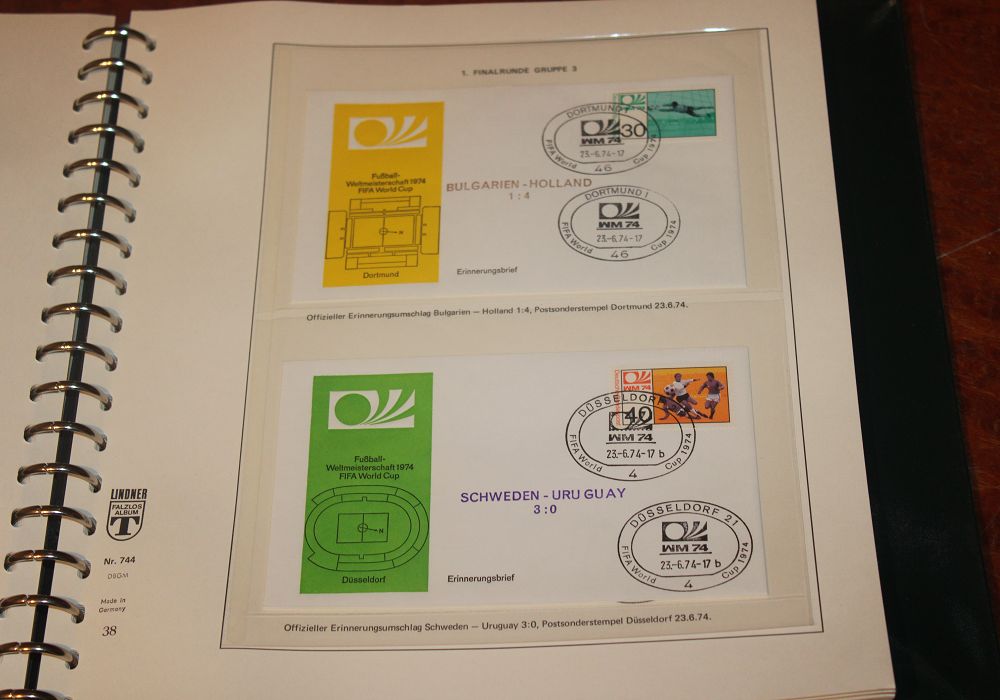 1. FINALRUNDE GRUPPE 3
Fußball-
Weltmeisterschaft 1974
FIFA World Cup
N
Dortmund
BULGARIEN - HOLLAND
1 : 4
Erinnerungsbrief
30
DORTMUND 1
WM 74
23.-6.74-17
FIFA World Cup 1974
46
DORTMUND 1
WM 74
23.-6.74-17
FIFA World Cup 1974
46
Offizieller Erinnerungsumschlag Bulgarien — Holland 1:4, Postsonderstempel Dortmund 23.6.74.
Fußball-
Weltmeisterschaft 1974
FIFA World Cup
N
Düsseldorf
SCHWEDEN - URUGUAY
3 : 0
Erinnerungsbrief
WM 74
40
DÜSSELDORF
WM 74
23.-6.74-17 b
FIFA World Cup 1974
4
DÜSSELDORF 21
WM 74
23.-6.74-17 b
FIFA World Cup 1974
4
Offizieller Erinnerungsumschlag Schweden — Uruguay 3:0, Postsonderstempel Düsseldorf 23.6.74.
LINDNER
FALZLOS
ALBUM
T
Nr. 744
DBGM
Made in
Germany
38